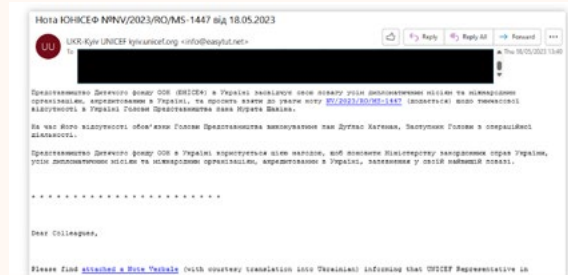 Нота ЮНІСЕФ №NV/2023/RO/MS-1447 від 18.05.2023
UU
UKR-Kyiv UNICEF kyiv.unicef.org <info@easytut.net>
To
Reply
Reply All
Forward
Thu 18/05/2023 13:40
Представництво Дитячого фонду ООН (ЮНІСЕФ) в Україні засвідчує свою повагу усім дипломатичним місіям та міжнародним
організаціям, акредитованим в Україні, та просить взяти до уваги ноту NV/2023/RO/MS-1447 (додається) щодо тимчасової
відсутності в Україні Голови Представництва пана Мурата Шахіна.
На час його відсутності обов'язки Голови Представництва виконуватиме пан Дуглас Хагеман, Заступник Голови з операційної
діяльності.
Представництво Дитячого фонду ООН в Україні користується цією нагодою, щоб поновити Міністерству закордонних справ України,
усім дипломатичним місіям та міжнародним організаціям, акредитованим в Україні, запевнення у своїй найвищій повазі.
* * * * * * * * * * * * * * * * * * * * * * *
Dear Colleagues,
Please find attached a Note Verbale (with courtesy translation into Ukrainian) informing that UNICEF Representative in